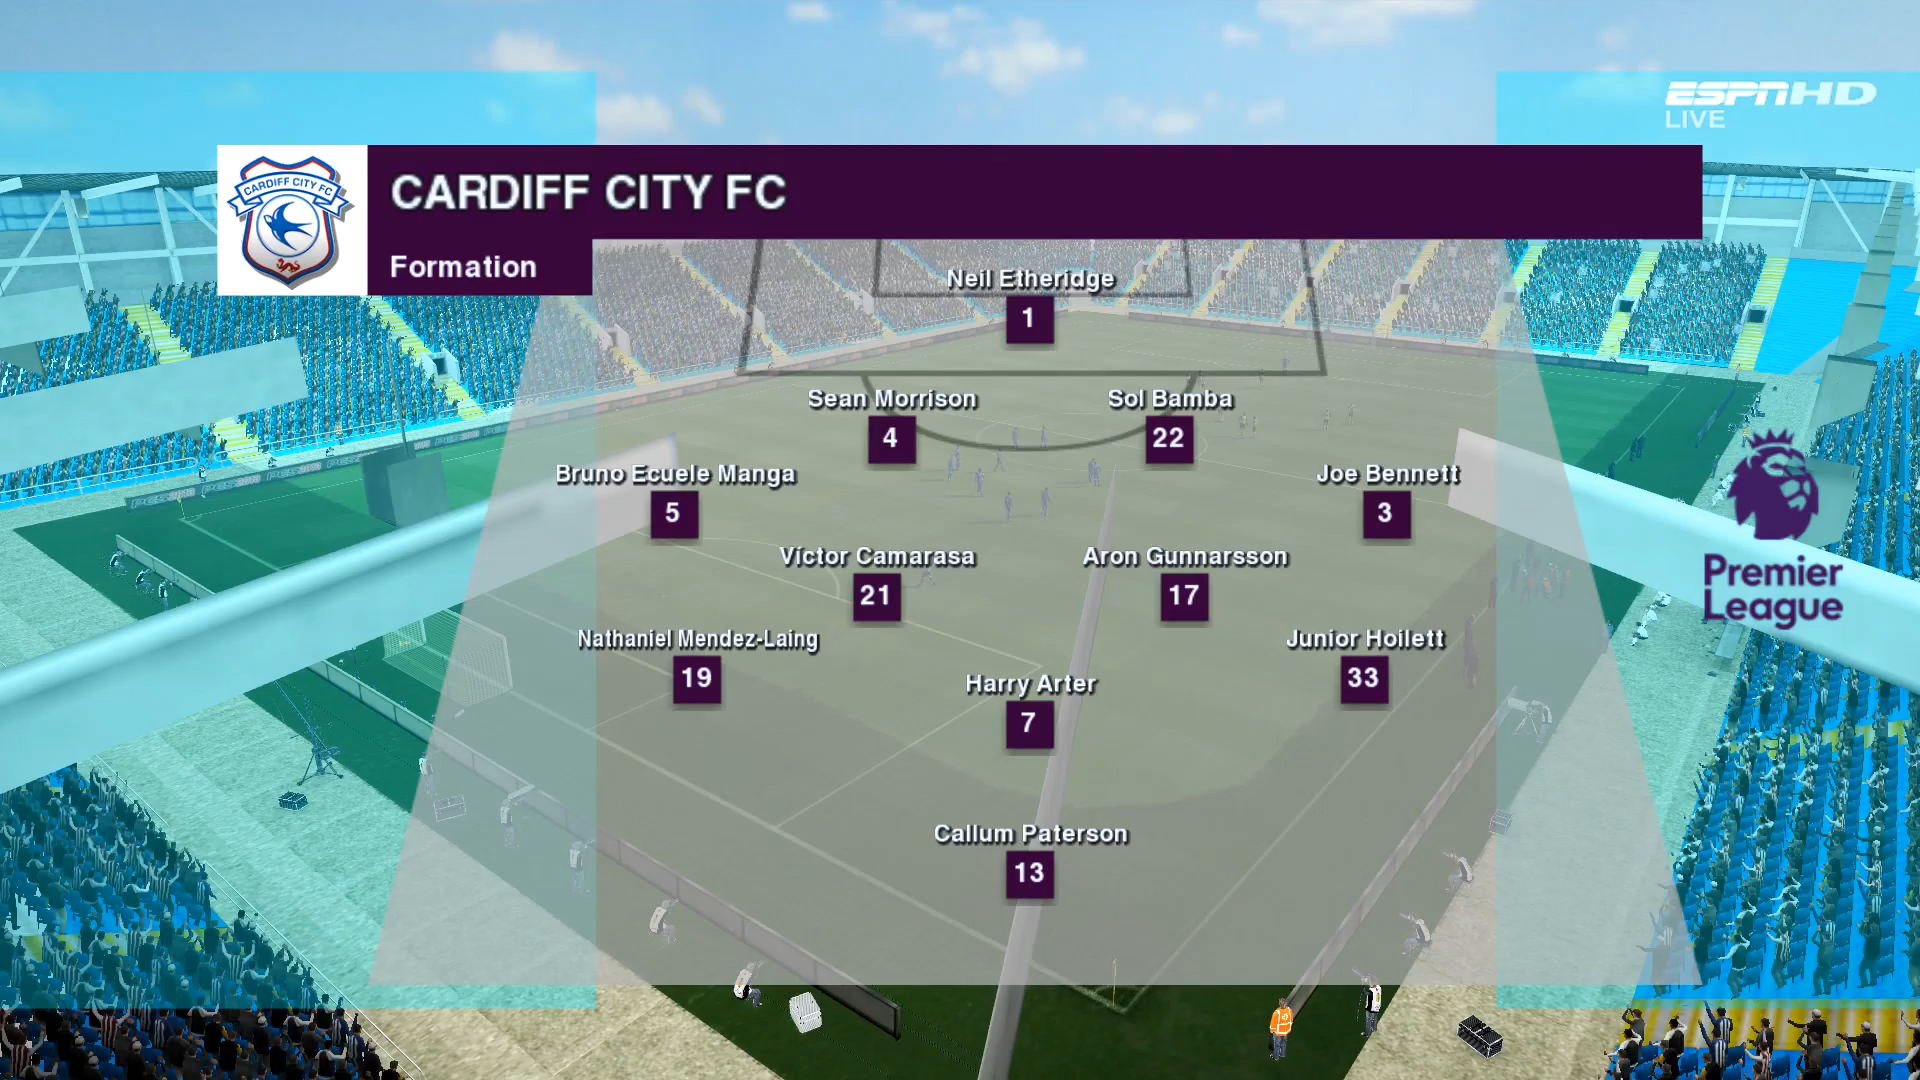 ESPN HD
LIVE
CARDIFF CITY FC
CARDIFF CITY FC
Formation
Neil Etheridge
1
Sean Morrison
4
Sol Bamba
22
Bruno Ecuele Manga
5
Joe Bennett
3
Víctor Camarasa
21
Aron Gunnarsson
17
Premier
League
Nathaniel Mendez-Laing
19
Junior Hoilett
33
Harry Arter
7
Callum Paterson
13